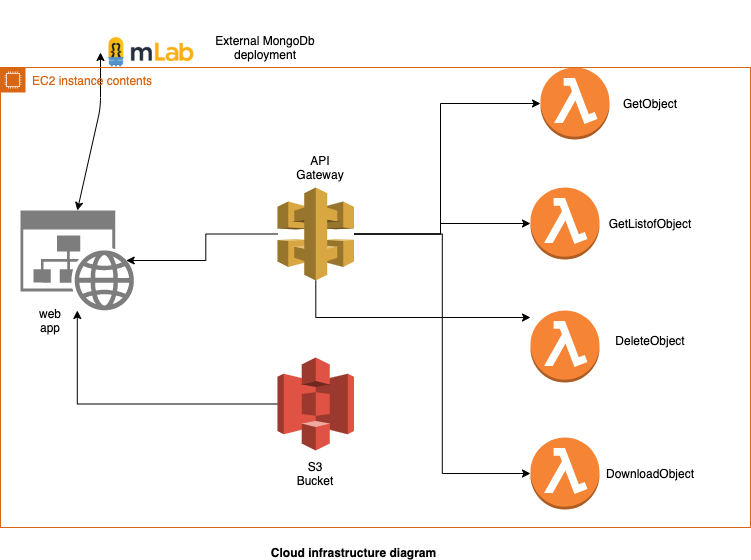 mLab
External MongoDb
deployment
EC2 instance contents
GetObject
API
Gateway
GetListofObject
web
app
DeleteObject
S3
Bucket
DownloadObject
Cloud infrastructure diagram